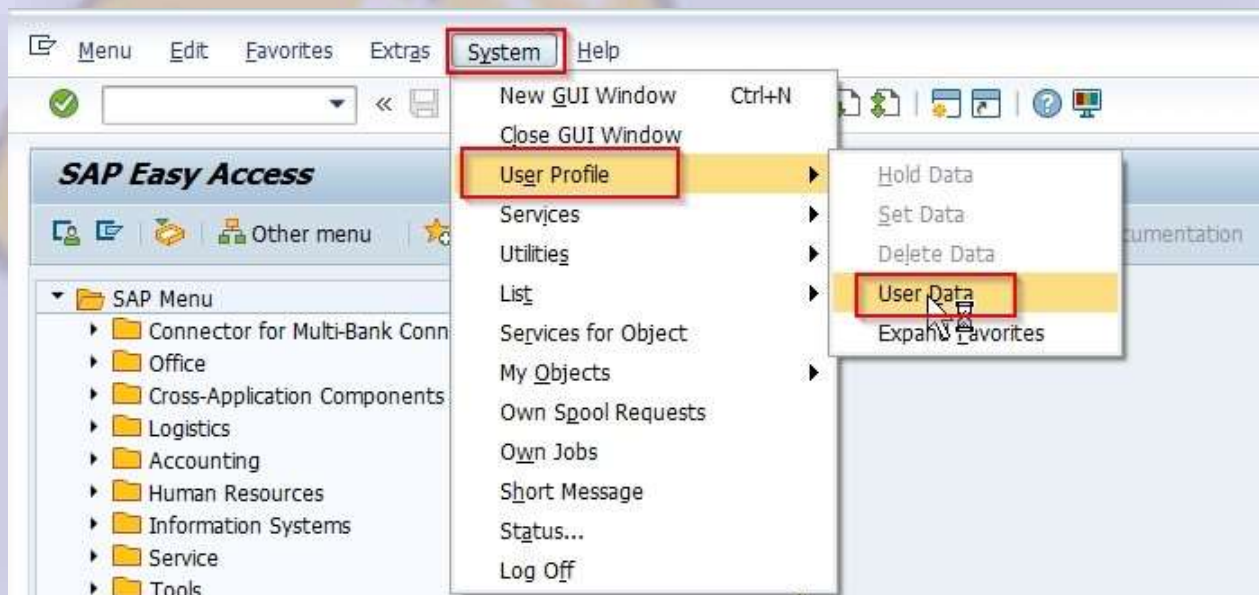 Menu Edit Favorites Extras System Help
New GUI Window Ctrl+N
Close GUI Window
User Profile
Services
Utilities
List
Services for Object
My Objects
Own Spool Requests
Own Jobs
Short Message
Status...
Log Off
Hold Data
Set Data
Delete Data
User Data
Expand Favorites
SAP Easy Access
Other menu
SAP Menu
Connector for Multi-Bank Conn
Office
Cross-Application Components
Logistics
Accounting
Human Resources
Information Systems
Service
Tools